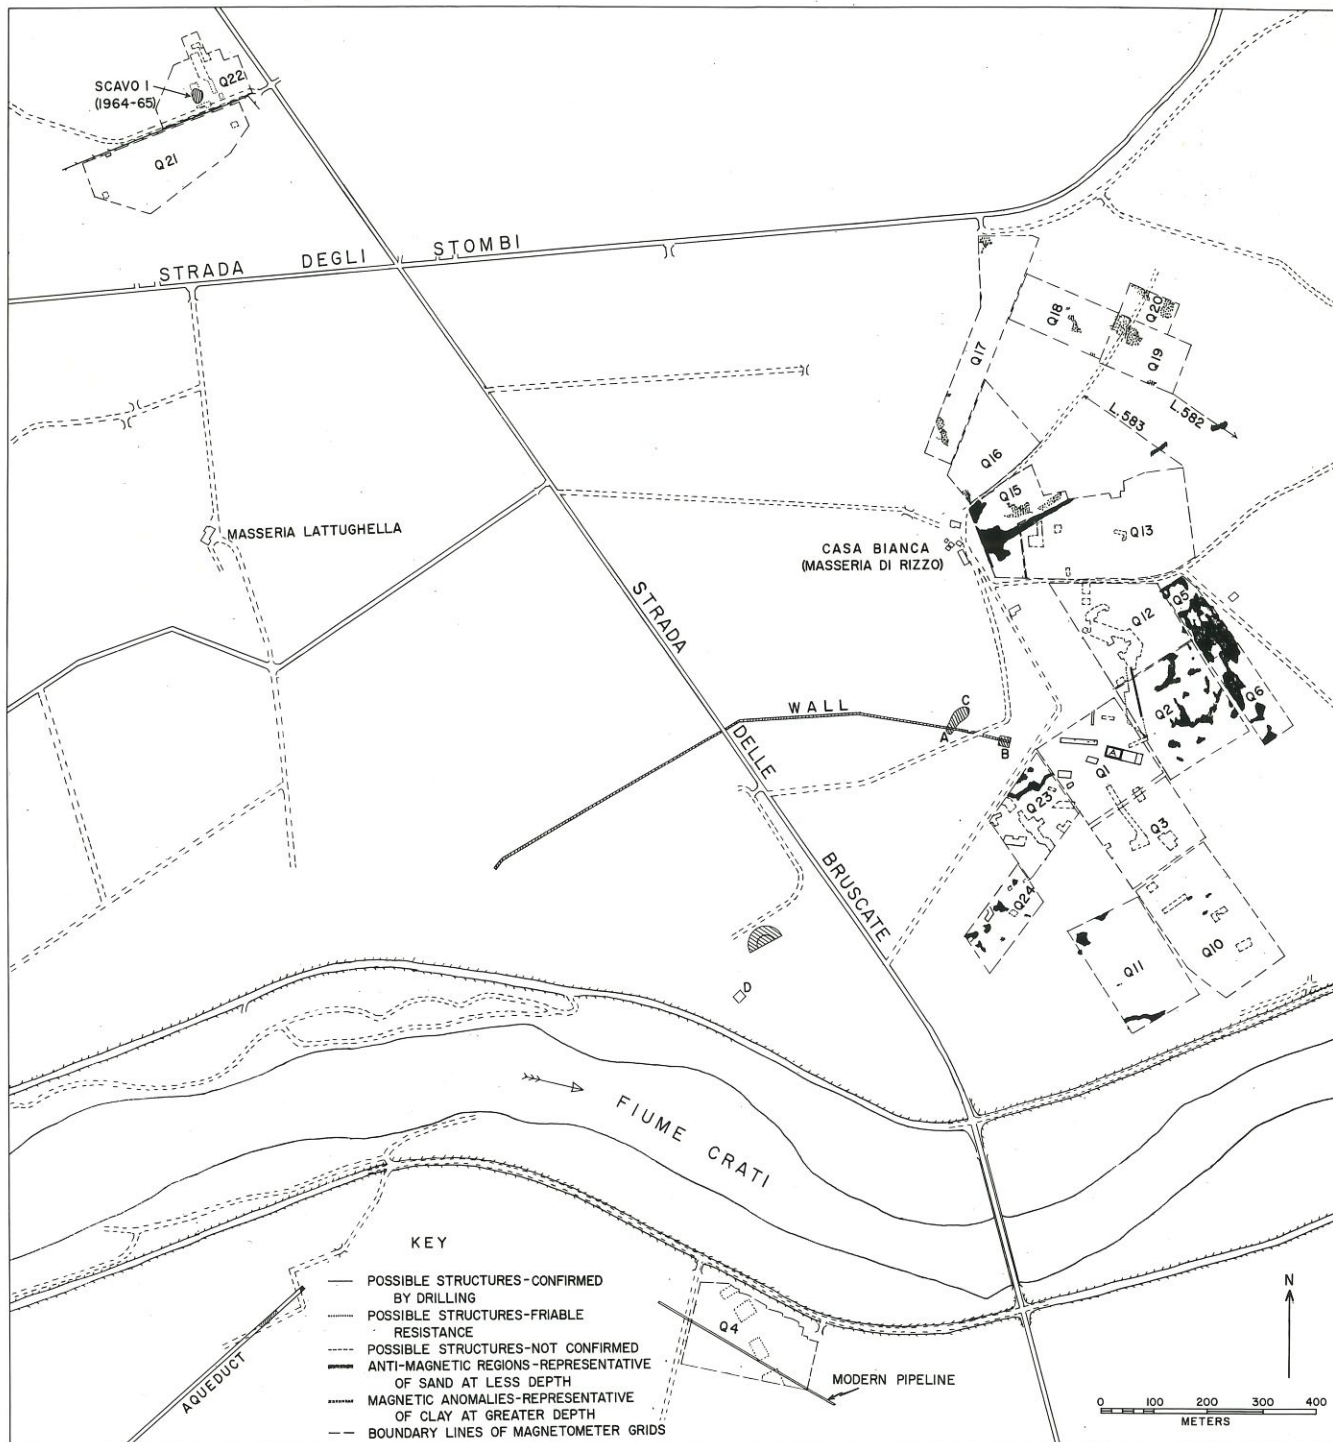 SCAVO I
(1964-65)
Q22
Q21
STRADA DEGLI STOMBI
Q20
Q18
Q19
Q17
L.583
L.582
Q16
Q15
Q13
MASSERIA LATTUGHELLA
CASA BIANCA
(MASSERIA DI RIZZO)
STRADA DELLE BRUSCATE
Q5
Q12
Q6
Q2
WALL
C
A
B
A
Q1
Q23
Q3
Q24
Q11
Q10
D
FIUME CRATI
KEY
POSSIBLE STRUCTURES-CONFIRMED
BY DRILLING
POSSIBLE STRUCTURES-FRIABLE
RESISTANCE
POSSIBLE STRUCTURES-NOT CONFIRMED
ANTI-MAGNETIC REGIONS-REPRESENTATIVE
OF SAND AT LESS DEPTH
MAGNETIC ANOMALIES-REPRESENTATIVE
OF CLAY AT GREATER DEPTH
BOUNDARY LINES OF MAGNETOMETER GRIDS
AQUEDUCT
Q4
MODERN PIPELINE
N
0 100 200 300 400
METERS